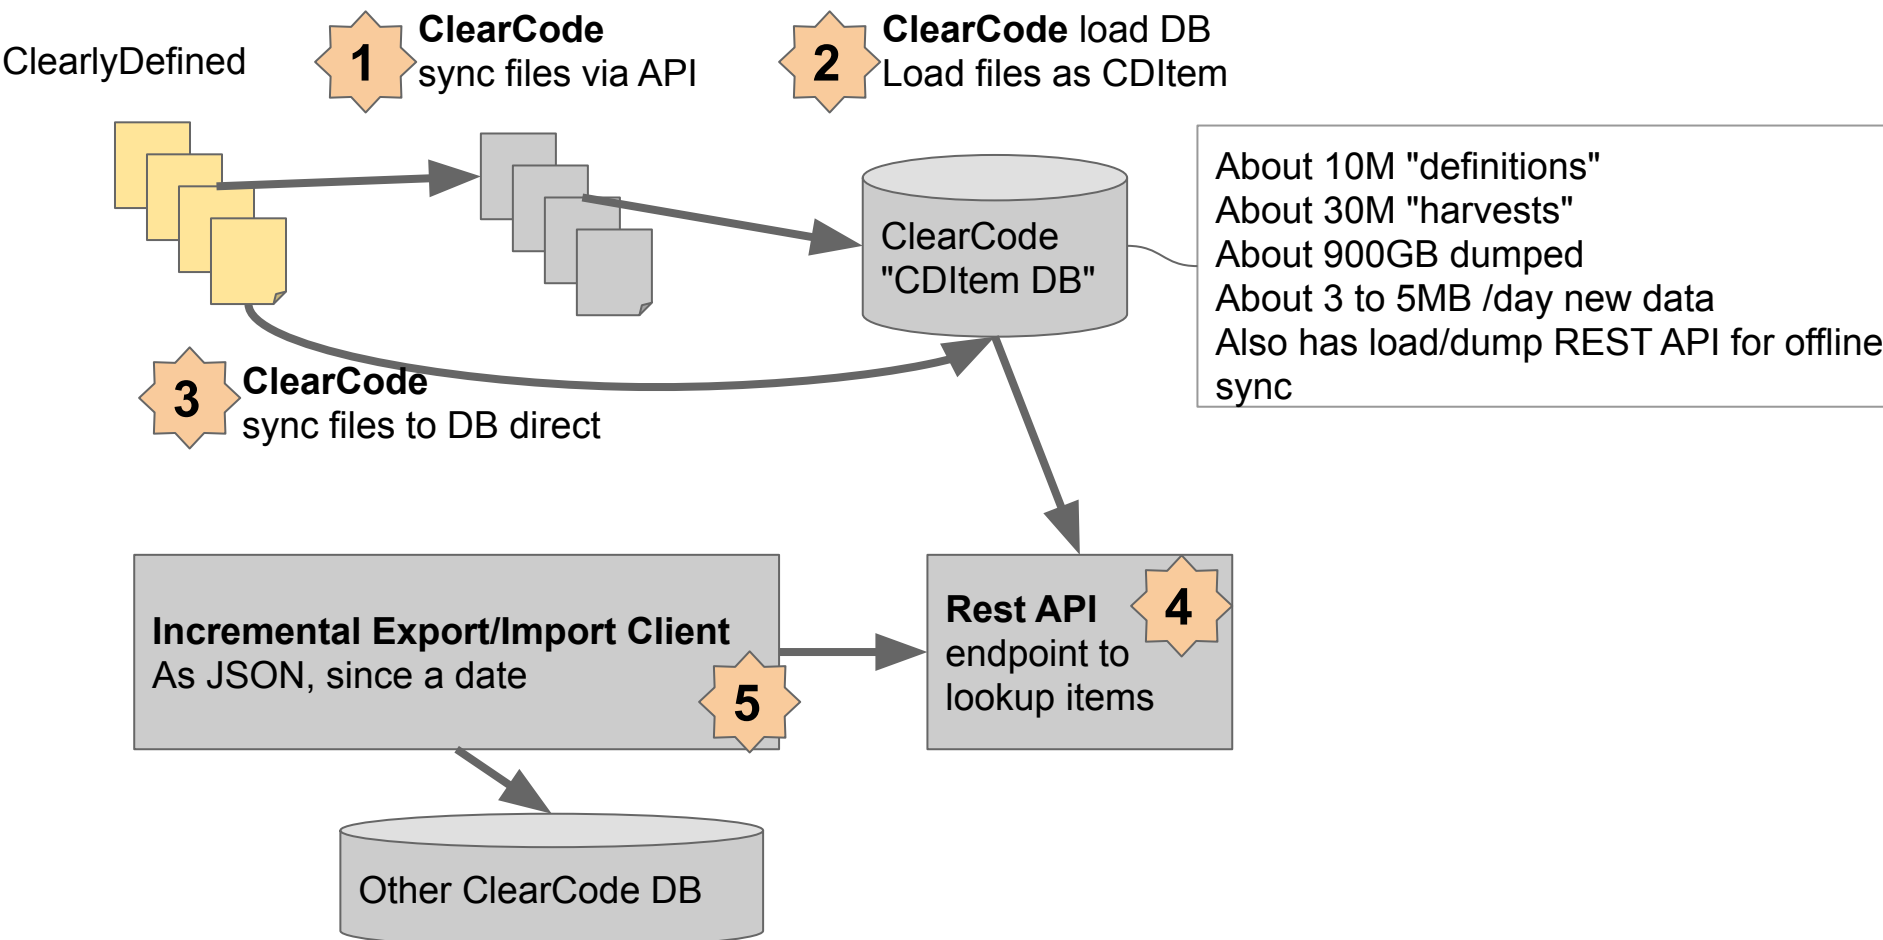 ClearlyDefined
1
ClearCode
sync files via API
2
ClearCode load DB
Load files as CDItem
ClearCode
"CDItem DB"
About 10M "definitions"
About 30M "harvests"
About 900GB dumped
About 3 to 5MB /day new data
Also has load/dump REST API for offline
sync
3
ClearCode
sync files to DB direct
Incremental Export/Import Client
As JSON, since a date
5
Rest API
endpoint to
lookup items
4
Other ClearCode DB